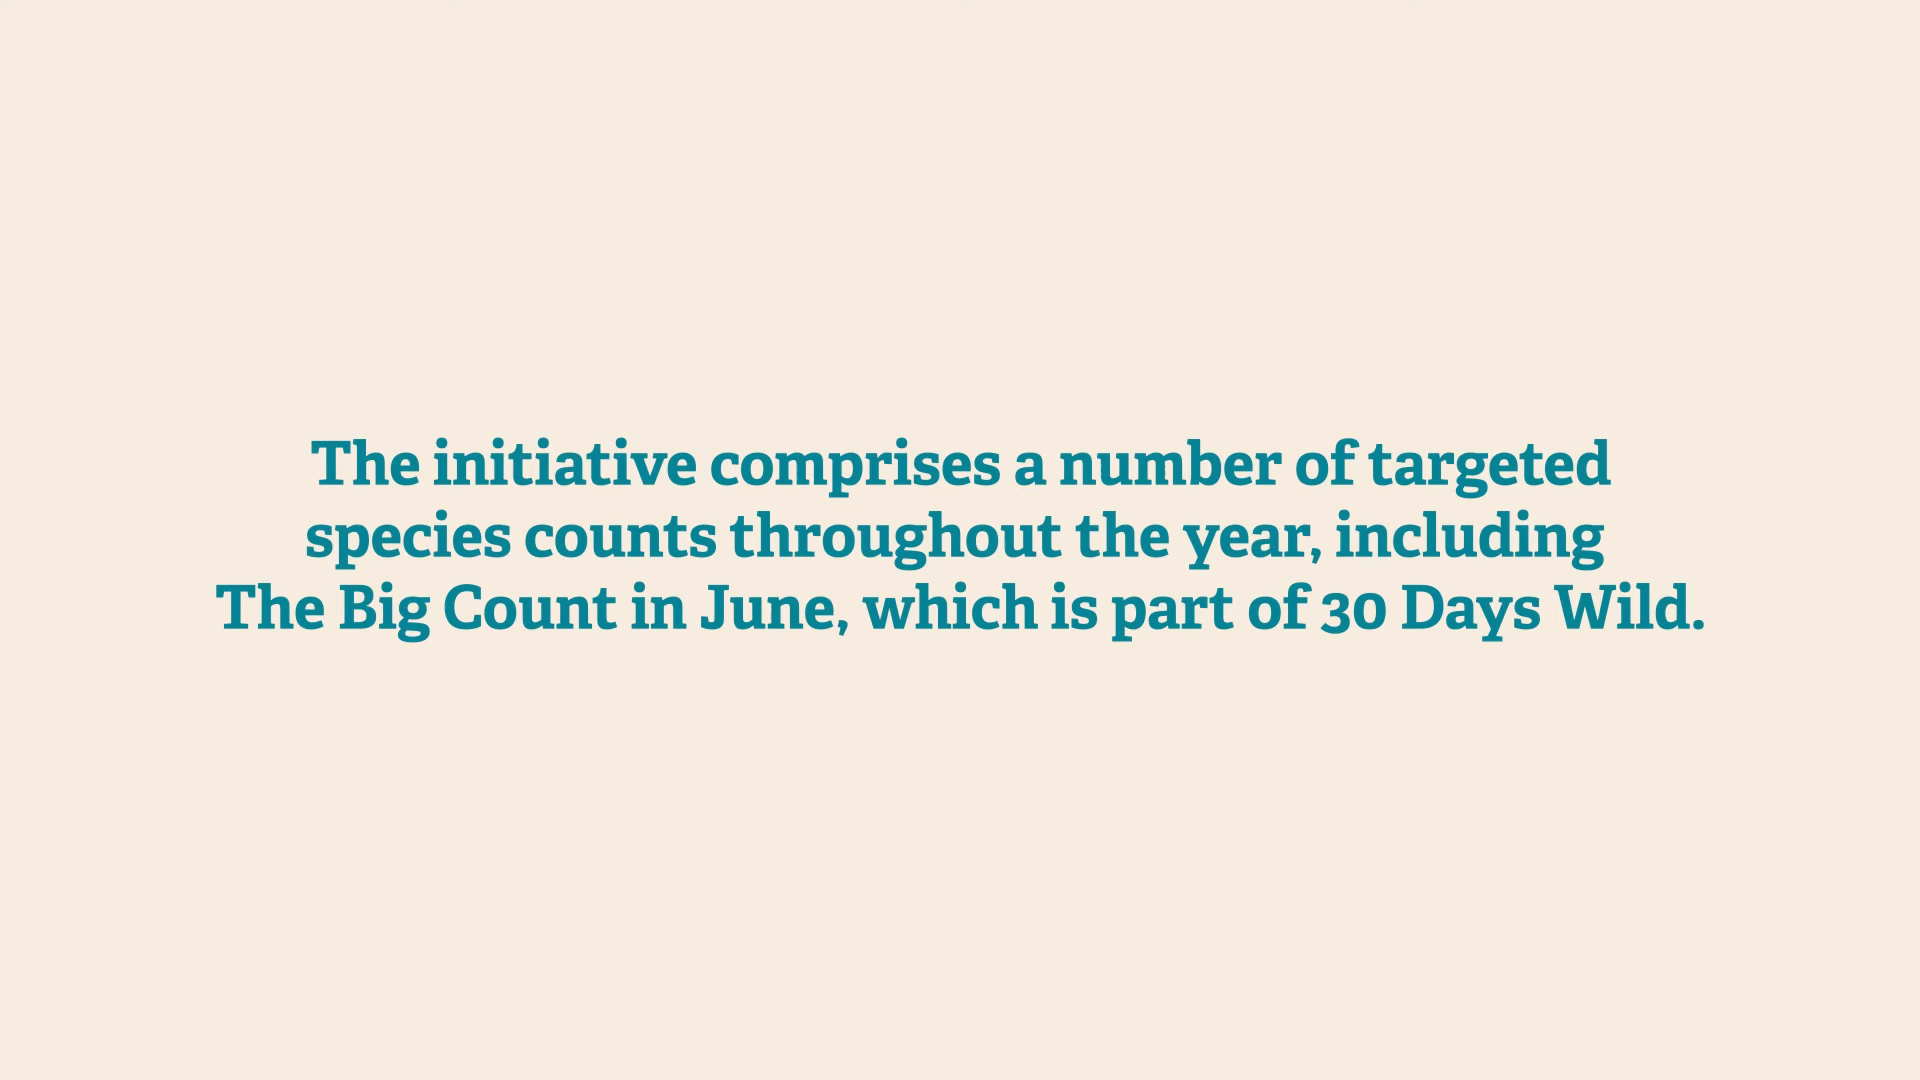 The initiative comprises a number of targeted
species counts throughout the year, including
The Big Count in June, which is part of 30 Days Wild.